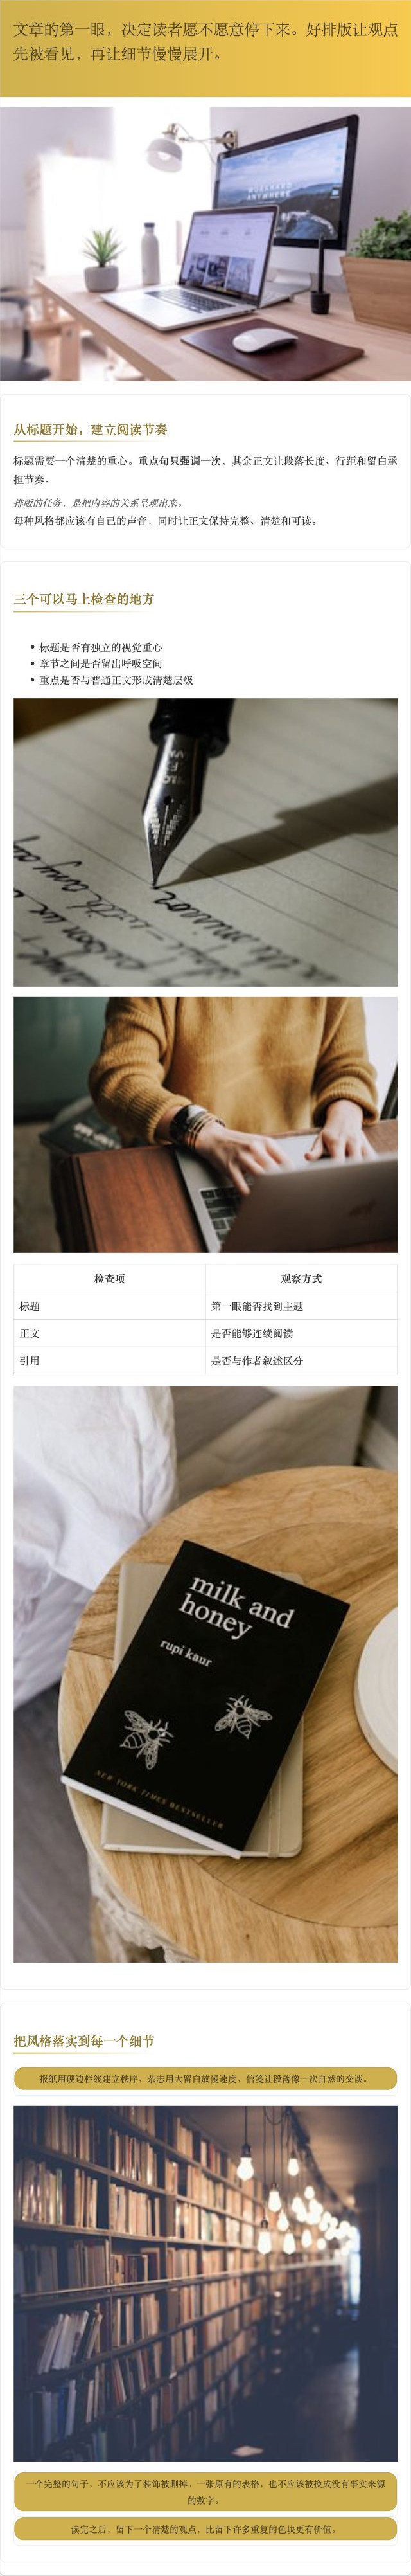 文章的第一眼，决定读者愿不愿意停下来。好排版让观点
先被看见，再让细节慢慢展开。
从标题开始，建立阅读节奏
标题需要一个清楚的重心。重点句只强调一次，其余正文让段落长度、行距和留白承
担节奏。
排版的任务，是把内容的关系呈现出来。
每种风格都应该有自己的声音，同时让正文保持完整、清楚和可读。
三个可以马上检查的地方
• 标题是否有独立的视觉重心
• 章节之间是否留出呼吸空间
• 重点是否与普通正文形成清楚层级
检查项 观察方式
标题 第一眼能否找到主题
正文 是否能够连续阅读
引用 是否与作者叙述区分
milk and
honey
rupi kaur
NEW YORK TIMES BESTSELLER
把风格落实到每一个细节
报纸用硬边栏线建立秩序，杂志用大留白放慢速度，信笺让段落像一次自然的交谈。
一个完整的句子，不应该为了装饰被删掉。一张原有的表格，也不应该被换成没有事实来源
的数字。
读完之后，留下一个清楚的观点，比留下许多重复的色块更有价值。